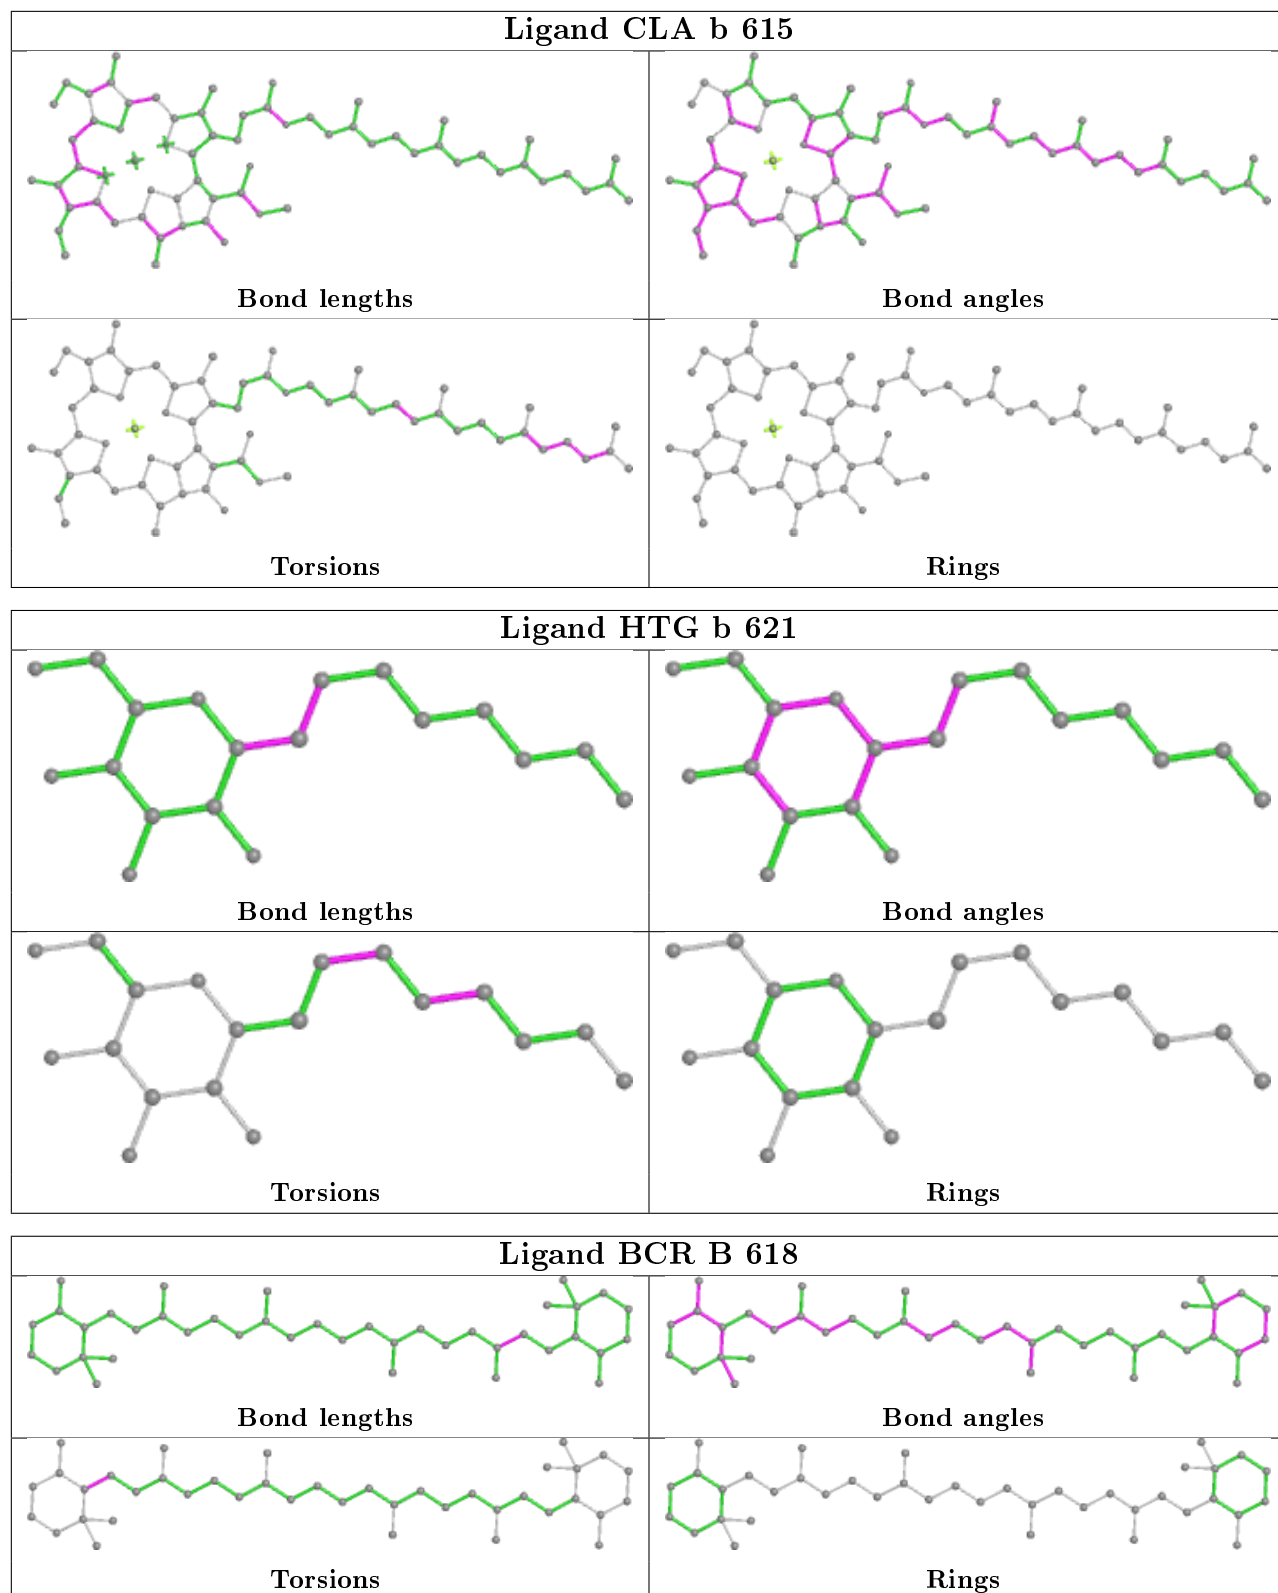 Ligand CLA b 615
Bond lengths
Bond angles
Torsions
Rings
Ligand HTG b 621
Bond lengths
Bond angles
Torsions
Rings
Ligand BCR B 618
Bond lengths
Bond angles
Torsions
Rings